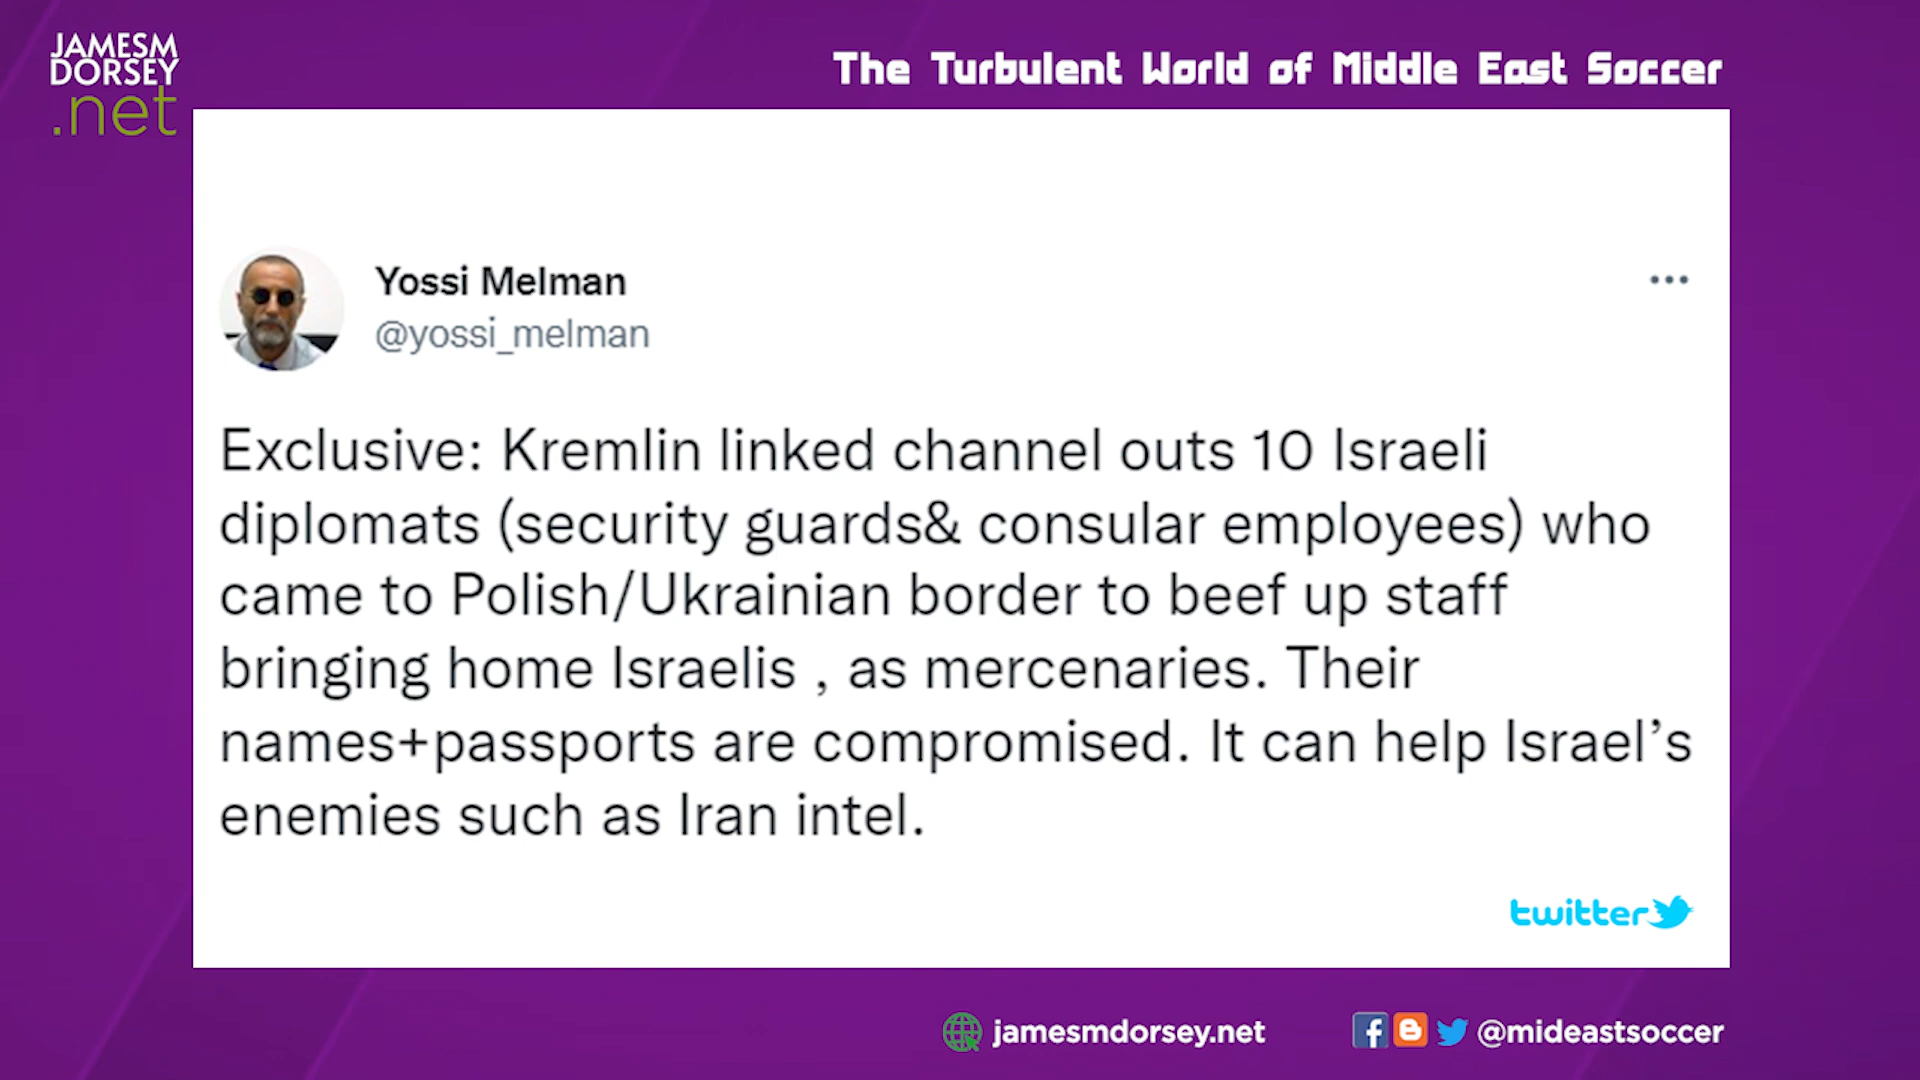 JAMESM
DORSEY
.net
The Turbulent World of Middle East Soccer
Yossi Melman
@yossi_melman
Exclusive: Kremlin linked channel outs 10 Israeli
diplomats (security guards& consular employees) who
came to Polish/Ukrainian border to beef up staff
bringing home Israelis , as mercenaries. Their
names+passports are compromised. It can help Israel’s
enemies such as Iran intel.
twitter
jamesmdorsey.net
@mideastsoccer